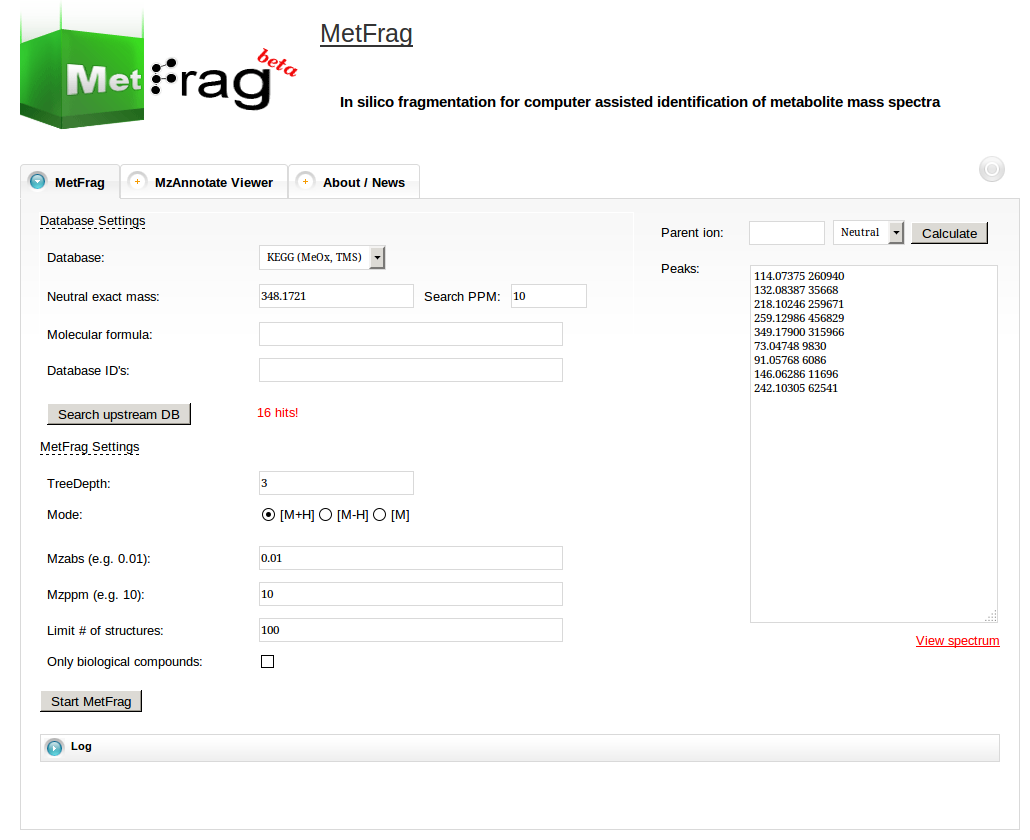 Met Frag beta
MetFrag
In silico fragmentation for computer assisted identification of metabolite mass spectra
MetFrag
MzAnnotate Viewer
About / News
Database Settings
Database: KEGG (MeOx, TMS)
Neutral exact mass: 348.1721 Search PPM: 10
Molecular formula:
Database ID's:
Search upstream DB 16 hits!
MetFrag Settings
TreeDepth: 3
Mode: [M+H] [M-H] [M]
Mzabs (e.g. 0.01): 0.01
Mzppm (e.g. 10): 10
Limit # of structures: 100
Only biological compounds:
Start MetFrag
Parent ion: Neutral Calculate
Peaks:
114.07375 260940
132.08387 35668
218.10246 259671
259.12986 456829
349.17900 315966
73.04748 9830
91.05768 6086
146.06286 11696
242.10305 62541
View spectrum
Log